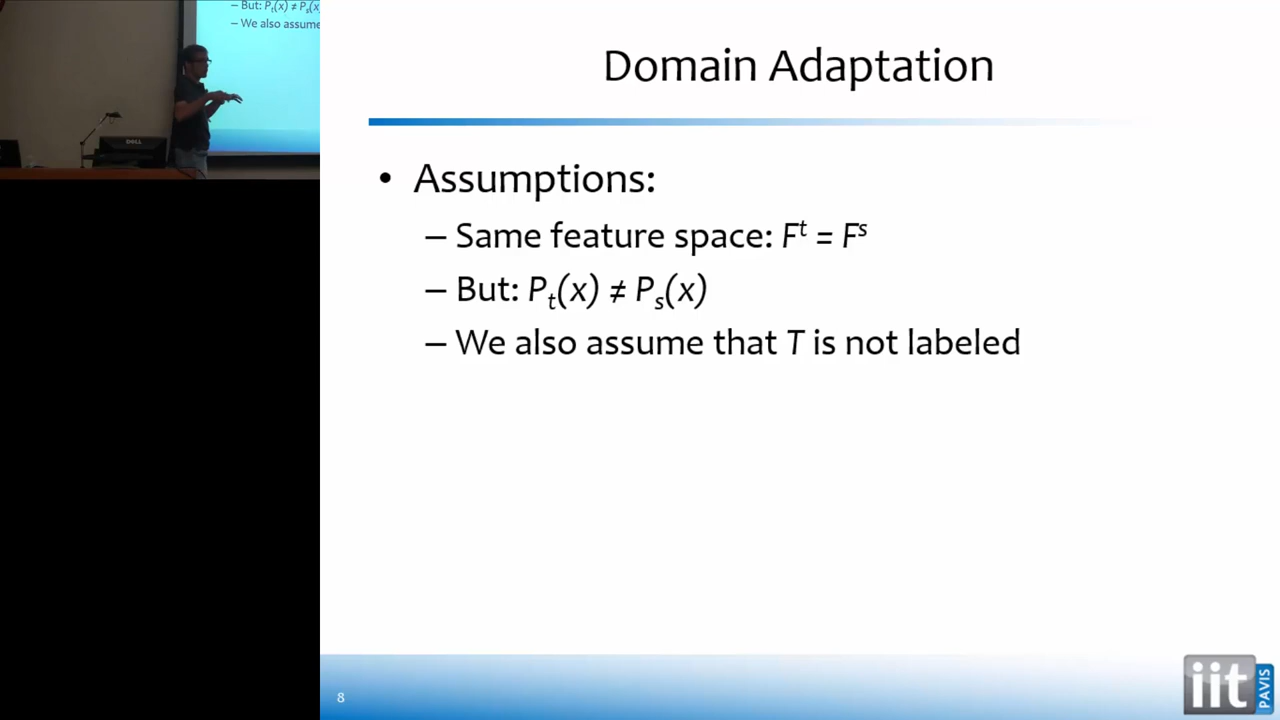 – But: Pₜ(x) ≠ Pₛ(x
– We also assume
DELL
Domain Adaptation
• Assumptions:
– Same feature space: Fᵗ = Fˢ
– But: Pₜ(x) ≠ Pₛ(x)
– We also assume that T is not labeled
8
iit
PAVIS